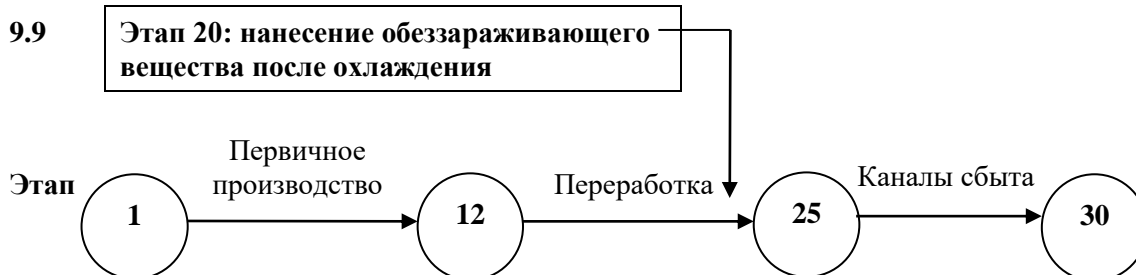 9.9 Этап 20: нанесение обеззараживающего
вещества после охлаждения
Первичное
производство
Переработка
Каналы сбыта
Этап
1
12
25
30